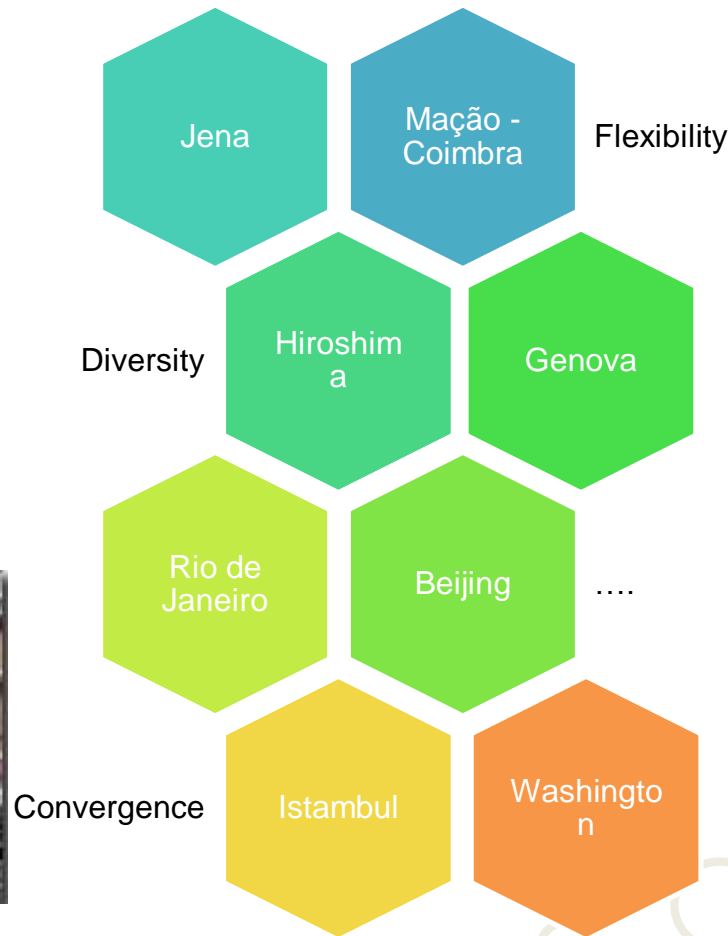 Jena
Mação -
Coimbra
Flexibility
Diversity
Hiroshim
a
Genova
Rio de
Janeiro
Beijing
....
Convergence
Istambul
Washingto
n